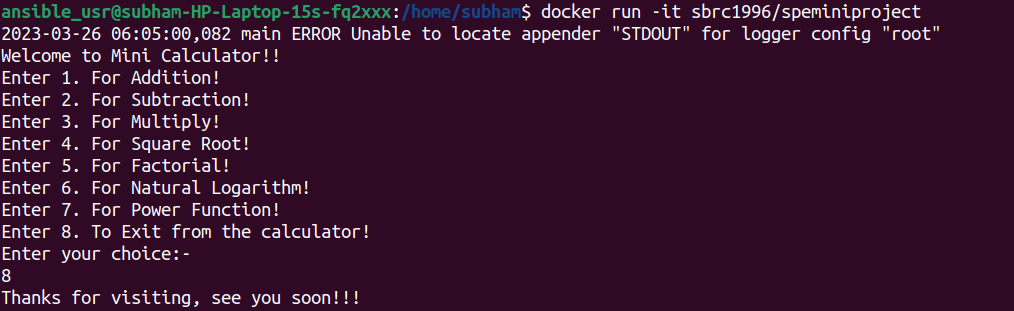 ansible_usr@subham-HP-Laptop-15s-fq2xxx:/home/subham$ docker run -it sbrc1996/speminiproject
2023-03-26 06:05:00,082 main ERROR Unable to locate appender "STDOUT" for logger config "root"
Welcome to Mini Calculator!!
Enter 1. For Addition!
Enter 2. For Subtraction!
Enter 3. For Multiply!
Enter 4. For Square Root!
Enter 5. For Factorial!
Enter 6. For Natural Logarithm!
Enter 7. For Power Function!
Enter 8. To Exit from the calculator!
Enter your choice:-
8
Thanks for visiting, see you soon!!!